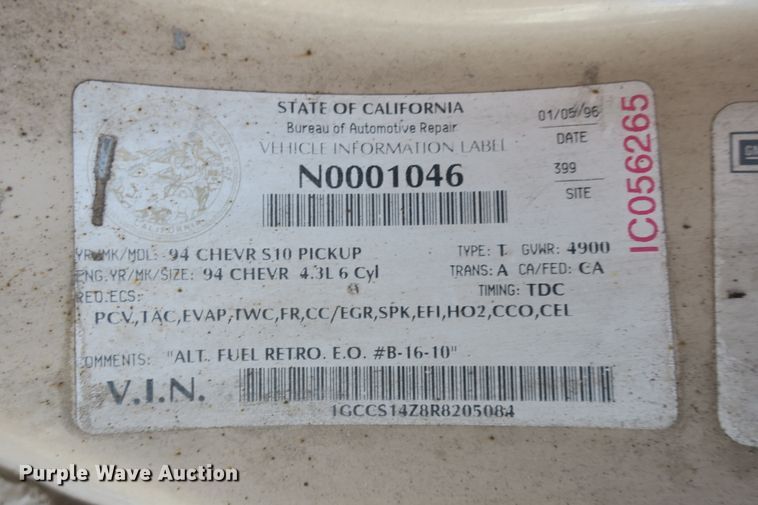 STATE OF CALIFORNIA
Bureau of Automotive Repair
VEHICLE INFORMATION LABEL
N0001046
01/05/96
DATE
399
SITE
IC056265
CALIFORNIA
YR/MK/MDL: 94 CHEVR S10 PICKUP TYPE: T GVWR: 4900
ENG.YR/MK/SIZE: 94 CHEVR 4.3L 6 Cyl TRANS: A CA/FED: CA
REQ.ECS: TIMING: TDC
PCV,TAC,EVAP,TWC,FR,CC/EGR,SPK,EFI,HO2,CCO,CEL
OMMENTS: "ALT. FUEL RETRO. E.O. #B-16-10"
V.I.N.
1GCCS14Z8R8205084
GM
Purple Wave Auction